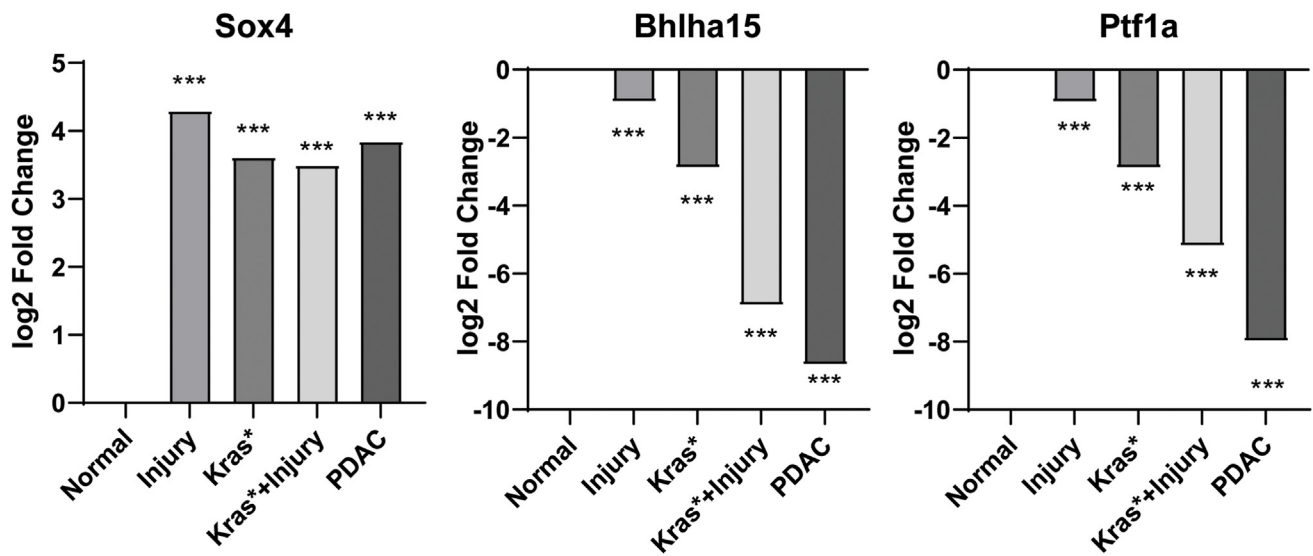 Sox4
log2 Fold Change
5
4
3
2
1
0
***
***
***
***
Normal
Injury
Kras*
Kras*+Injury
PDAC
Bhlha15
log2 Fold Change
0
-2
-4
-6
-8
-10
***
***
***
***
Normal
Injury
Kras*
Kras*+Injury
PDAC
Ptf1a
log2 Fold Change
0
-2
-4
-6
-8
-10
***
***
***
***
Normal
Injury
Kras*
Kras*+Injury
PDAC